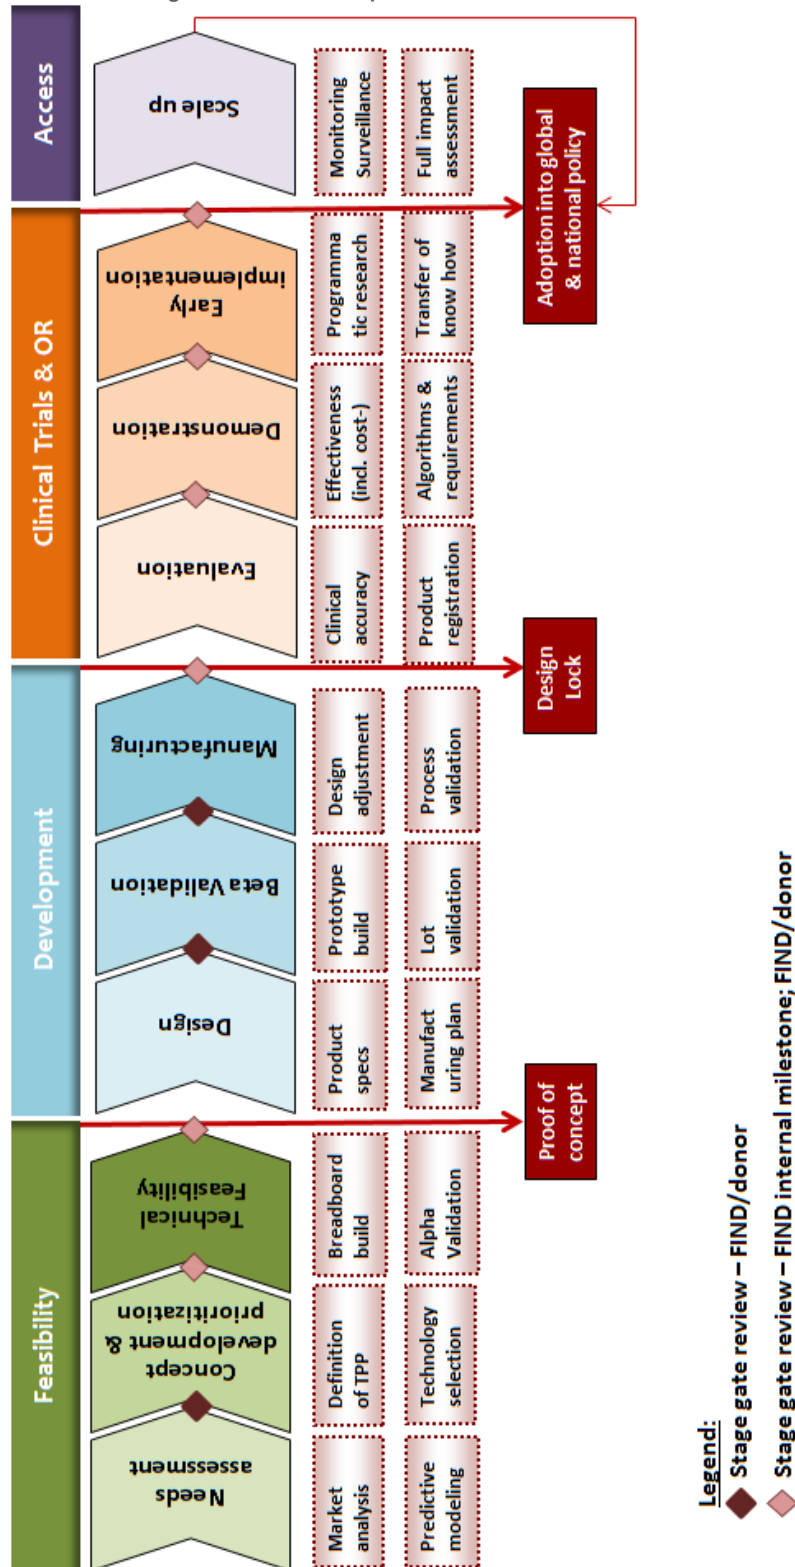 Feasibility
Development
Clinical Trials & OR
Access
Needs
assessment
Concept
development &
prioritization
Technical
Feasibility
Design
Beta Validation
Manufacturing
Evaluation
Demonstration
Early
implementation
Scale up
Market
analysis
Definition
of TPP
Breadboard
build
Product
specs
Prototype
build
Design
adjustment
Clinical
accuracy
Effectiveness
(incl. cost-)
Programma
tic research
Monitoring
Surveillance
Predictive
modeling
Technology
selection
Alpha
Validation
Manufact
uring plan
Lot
validation
Process
validation
Product
registration
Algorithms &
requirements
Transfer of
know how
Full impact
assessment
Proof of
concept
Design
Lock
Adoption into global
& national policy
Legend:
Stage gate review – FIND/donor
Stage gate review – FIND internal milestone; FIND/donor